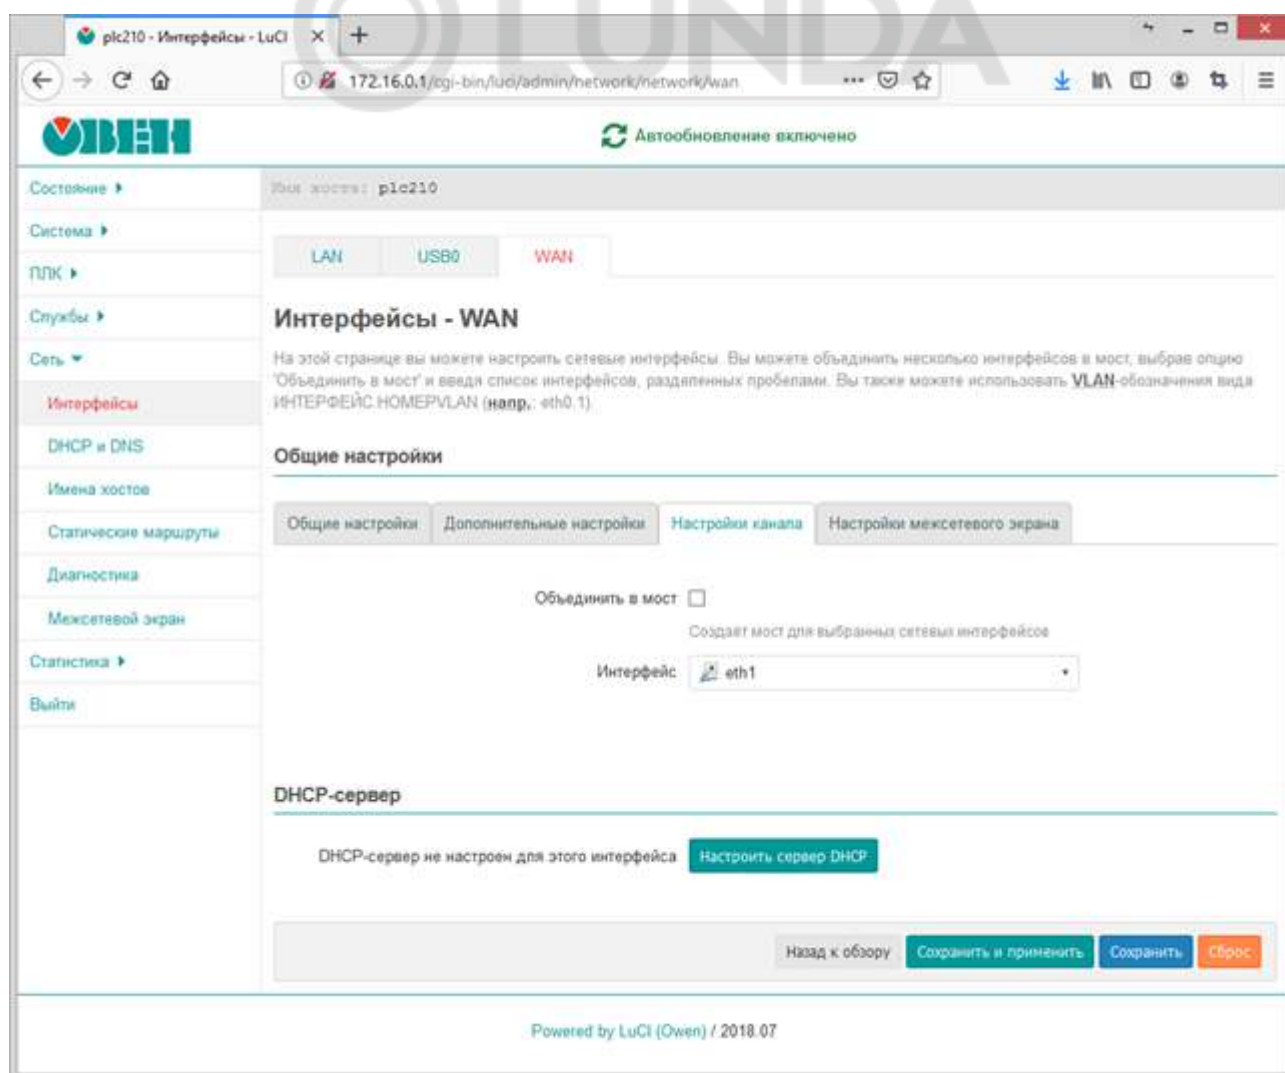 © LUNDA
plc210 - Интерфейсы - LuCI
172.16.0.1/cgi-bin/luci/admin/network/network/wan
ОВЕН
Автообновление включено
Состояние
Имя хоста: plc210
Система
LAN USB0 WAN
ПЛК
Службы
Интерфейсы - WAN
Сеть
На этой странице вы можете настроить сетевые интерфейсы. Вы можете объединить несколько интерфейсов в мост, выбрав опцию
'Объединить в мост' и введя список интерфейсов, разделенных пробелами. Вы также можете использовать VLAN-обозначения вида
ИНТЕРФЕЙС.НОМЕРVLAN (напр.: eth0.1).
Интерфейсы
DHCP и DNS
Общие настройки
Имена хостов
Статические маршруты
Общие настройки Дополнительные настройки Настройки канала Настройки межсетевого экрана
Диагностика
Объединить в мост
Межсетевой экран
Создаёт мост для выбранных сетевых интерфейсов
Статистика
Интерфейс eth1
Выйти
DHCP-сервер
DHCP-сервер не настроен для этого интерфейса Настроить сервер DHCP
Назад к обзору Сохранить и применить Сохранить Сброс
Powered by LuCI (Owen) / 2018.07